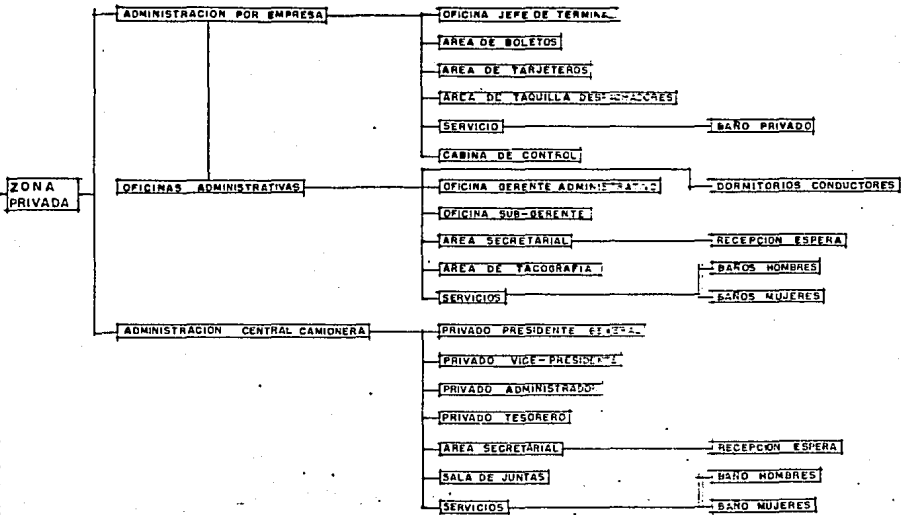 ZONA
PRIVADA
ADMINISTRACION POR EMPRESA
OFICINA JEFE DE
AREA DE BOLETOS
AREA DE TARJETEROS
AREA DE TAQUILLA
SERVICIO
BAÑO PRIVADO
CABINA DE CONTROL
OFICINAS ADMINISTRATIVAS
OFICINA GERENTE ADMINISTRATIVO
DORMITORIOS CONDUCTORES
OFICINA SUB-GERENTE
AREA SECRETARIAL
RECEPCION ESPERA
AREA DE TACOGRAFIA
SERVICIOS
BAÑOS HOMBRES
BAÑOS MUJERES
ADMINISTRACION CENTRAL CAMIONERA
PRIVADO PRESIDENTE
PRIVADO VICE-PRESIDENTE
PRIVADO ADMINISTRADOR
PRIVADO TESORERO
AREA SECRETARIAL
RECEPCION ESPERA
SALA DE JUNTAS
SERVICIOS
BAÑO HOMBRES
BAÑO MUJERES